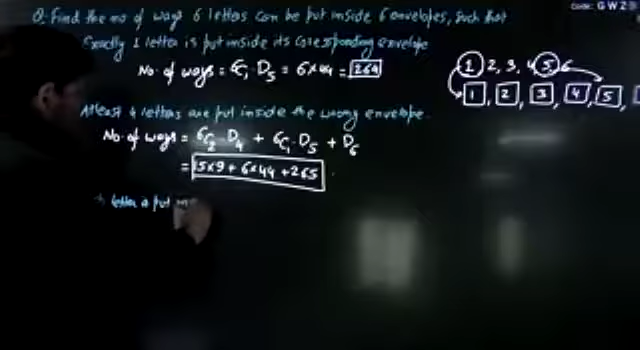 Q. Find the no of ways 6 letters can be put inside 6 envelopes, such that
Exactly 1 letter is put inside its corresponding envelope
No. of ways = 6C1 . D5 = 6×44 = 264
1 2, 3, 4 5 6
1, 2, 3, 4, 5,
Atleast 4 letters are put inside the wrong envelope.
No. of ways = 6C2 . D4 + 6C1 . D5 + D6
= 15×9 + 6×44 + 265
letter is put